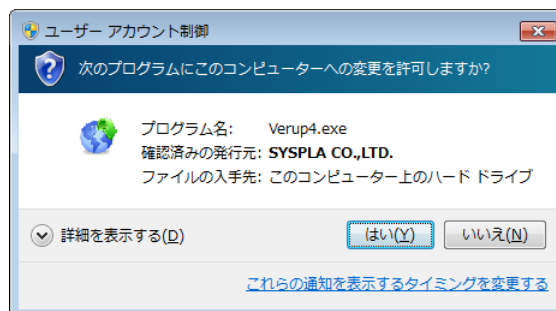 ユーザー アカウント制御
次のプログラムにこのコンピューターへの変更を許可しますか?
プログラム名: Verup4.exe
確認済みの発行元: SYSPLA CO.,LTD.
ファイルの入手先: このコンピューター上のハード ドライブ
詳細を表示する(D) はい(Y) いいえ(N)
これらの通知を表示するタイミングを変更する